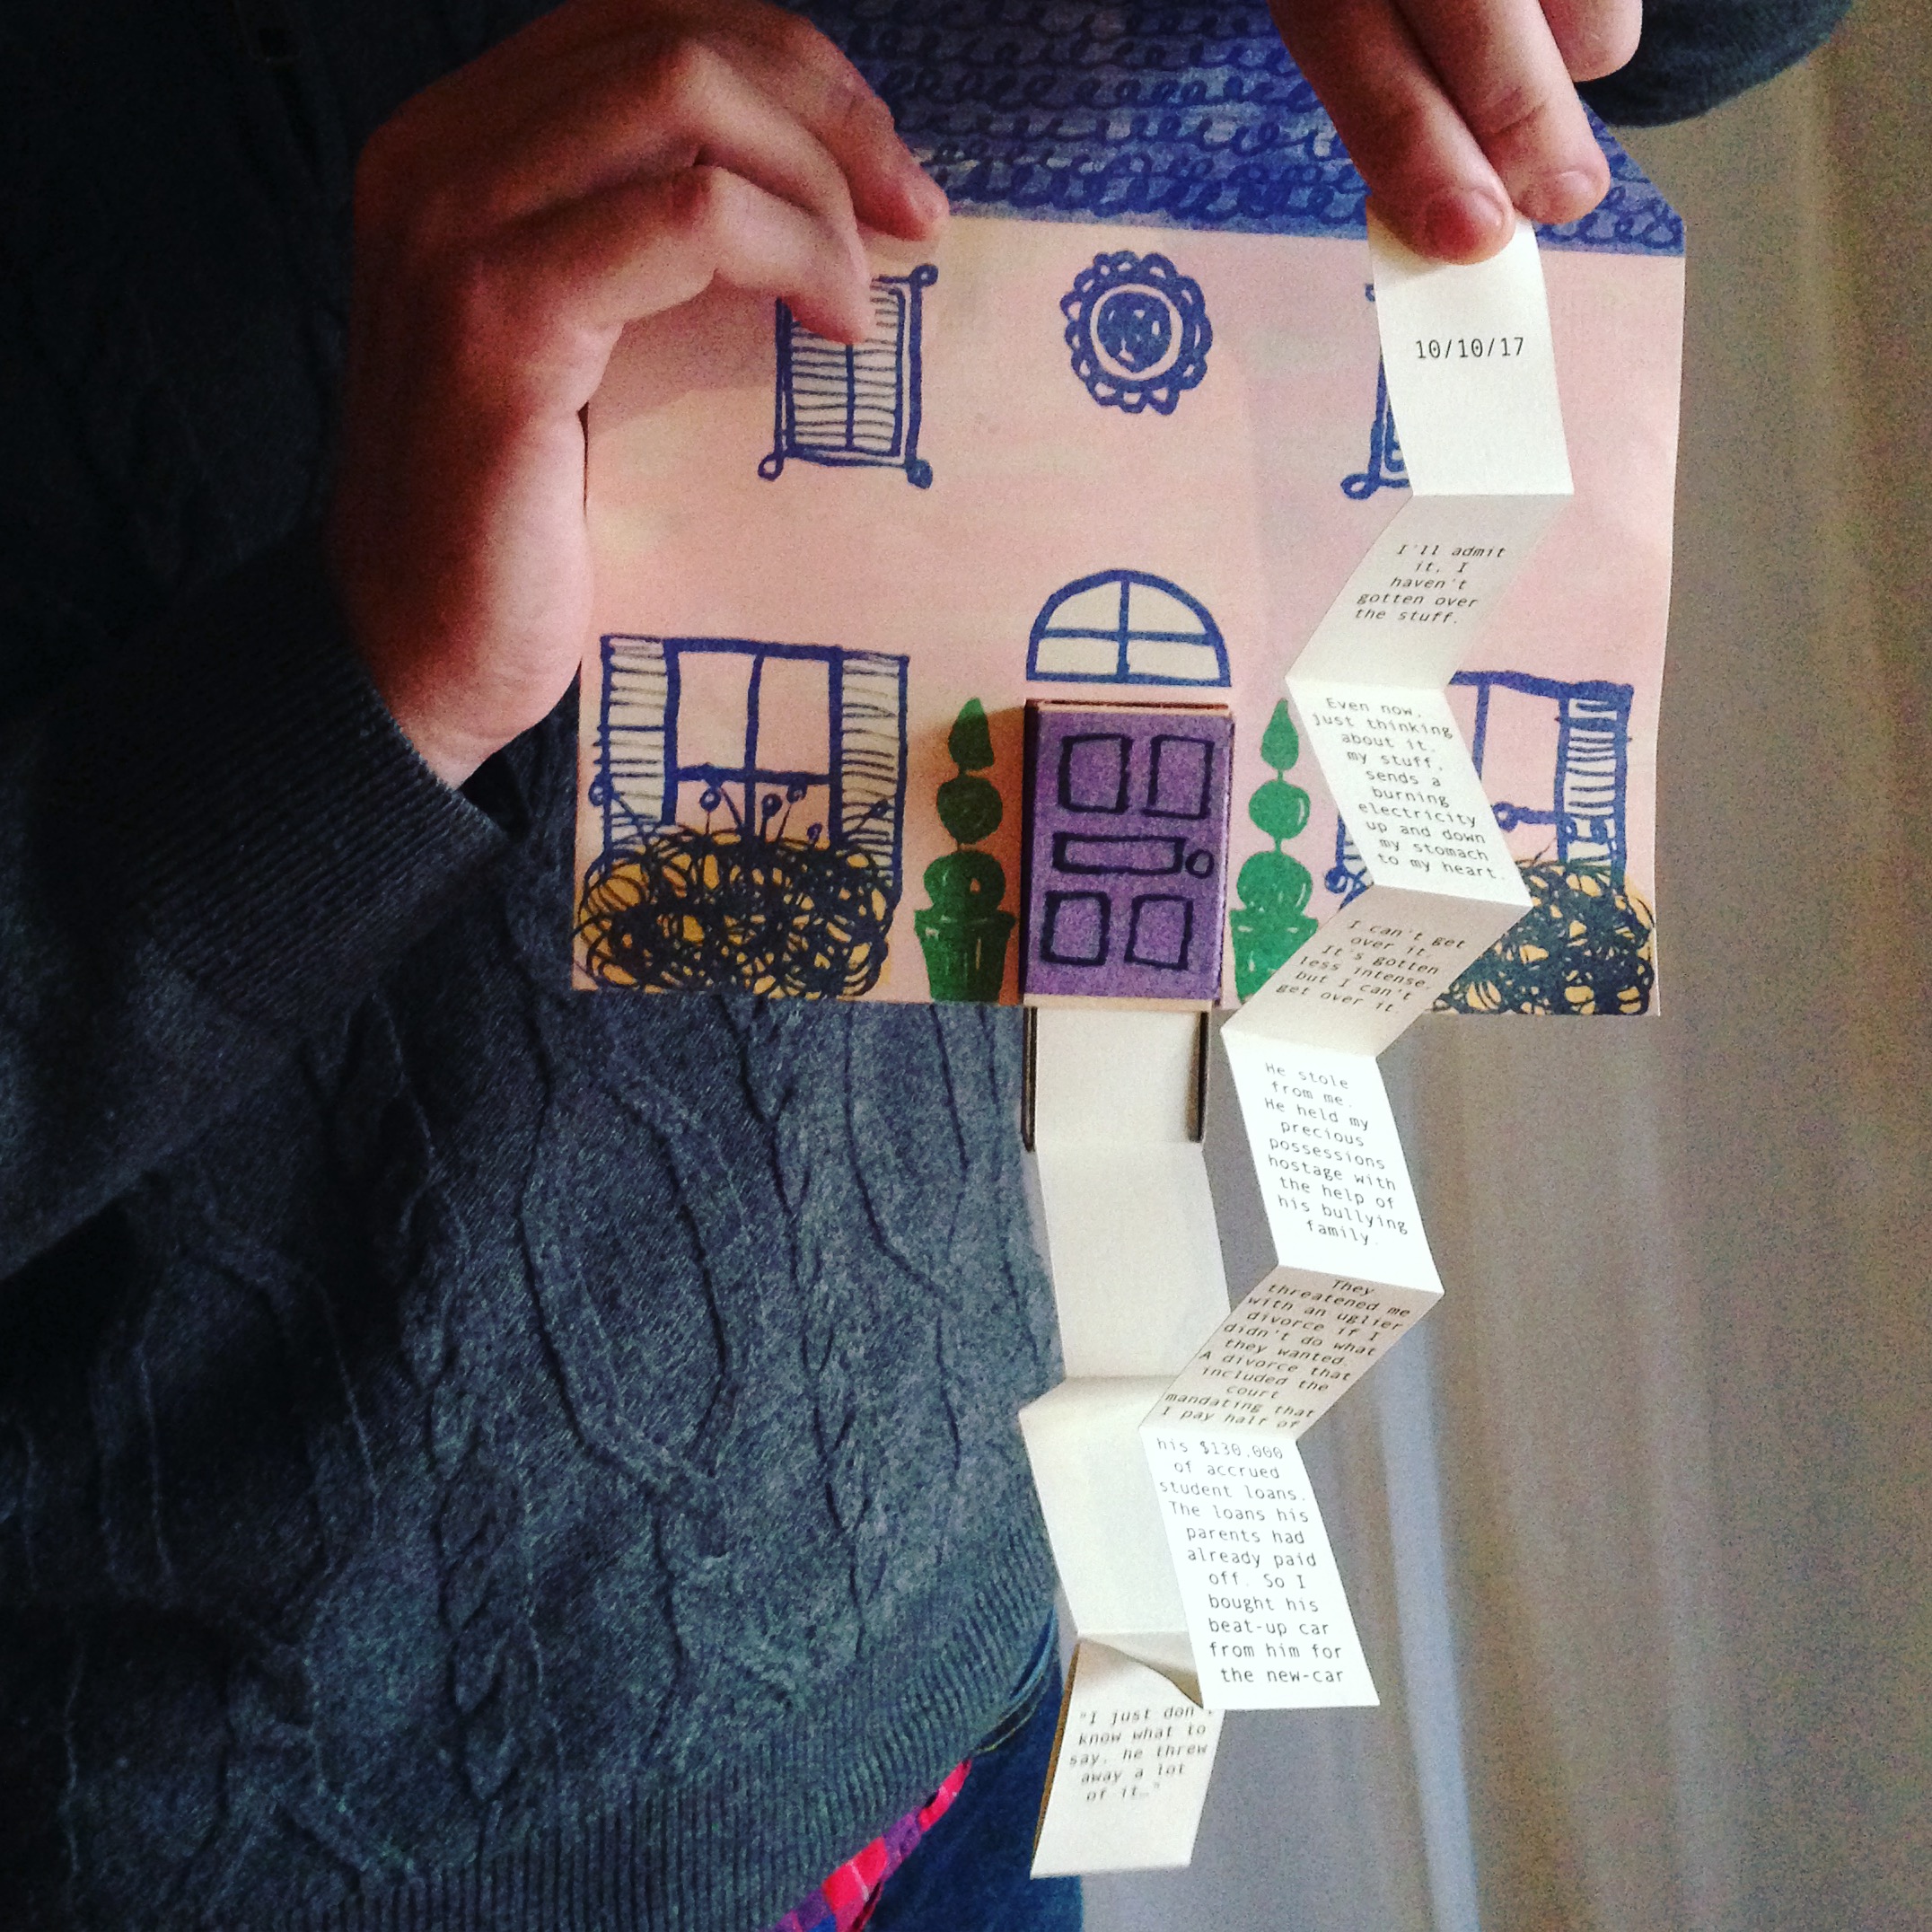 10/10/17
I'll admit
it, I
haven't
gotten over
the stuff.
Even now,
just thinking
about it,
my stuff,
sends a
burning
electricity
up and down
my stomach
to my heart.
I can't get
over it.
It's gotten
less intense,
but I can't
get over it.
He stole
from me.
He held my
precious
possessions
hostage with
the help of
his bullying
family.
They
threatened me
with an uglier
divorce if I
didn't do what
they wanted.
A divorce that
included the
court
mandating that
I pay half of
his $130,000
of accrued
student loans.
The loans his
parents had
already paid
off. So I
bought his
beat-up car
from him for
the new-car
"I just don't
know what to
say, he threw
away a lot
of it…"